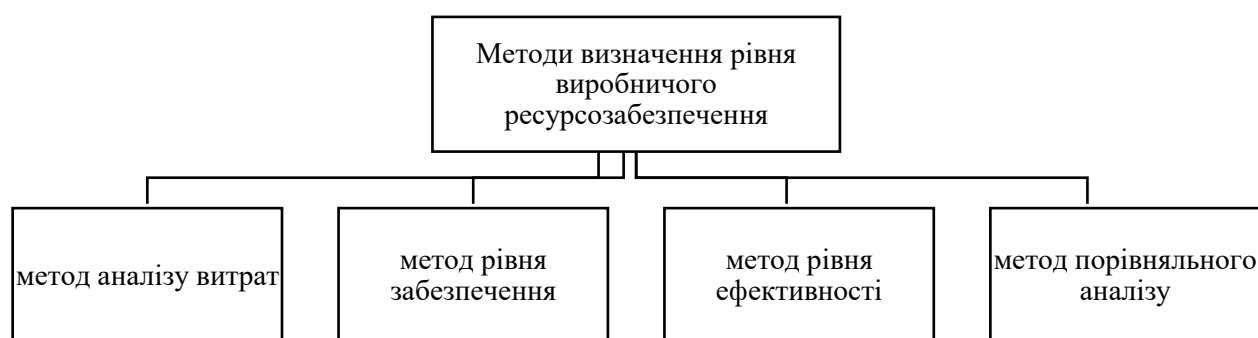 Методи визначення рівня
виробничого
ресурсозабезпечення
метод аналізу витрат
метод рівня
забезпечення
метод рівня
ефективності
метод порівняльного
аналізу